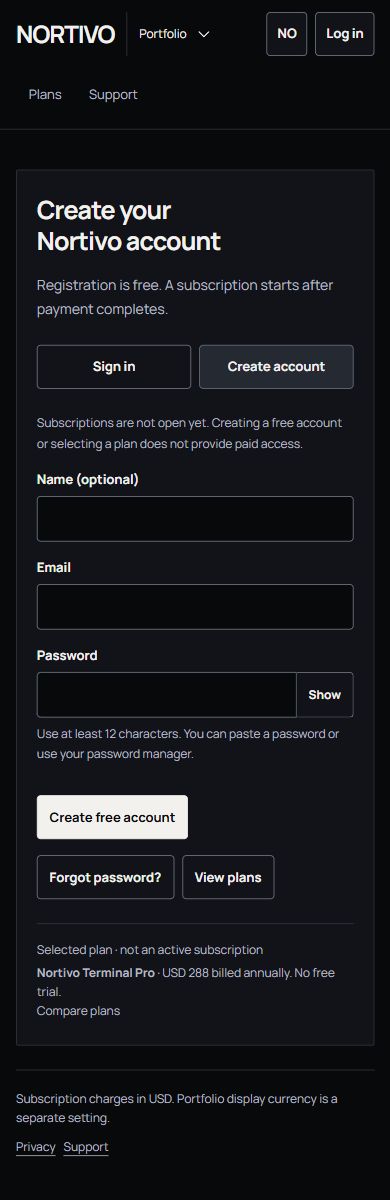 NORTIVO
Portfolio
NO
Log in
Plans
Support
Create your
Nortivo account
Registration is free. A subscription starts after
payment completes.
Sign in
Create account
Subscriptions are not open yet. Creating a free account
or selecting a plan does not provide paid access.
Name (optional)
Email
Password
Show
Use at least 12 characters. You can paste a password or
use your password manager.
Create free account
Forgot password?
View plans
Selected plan · not an active subscription
Nortivo Terminal Pro · USD 288 billed annually. No free
trial.
Compare plans
Subscription charges in USD. Portfolio display currency is a
separate setting.
Privacy Support